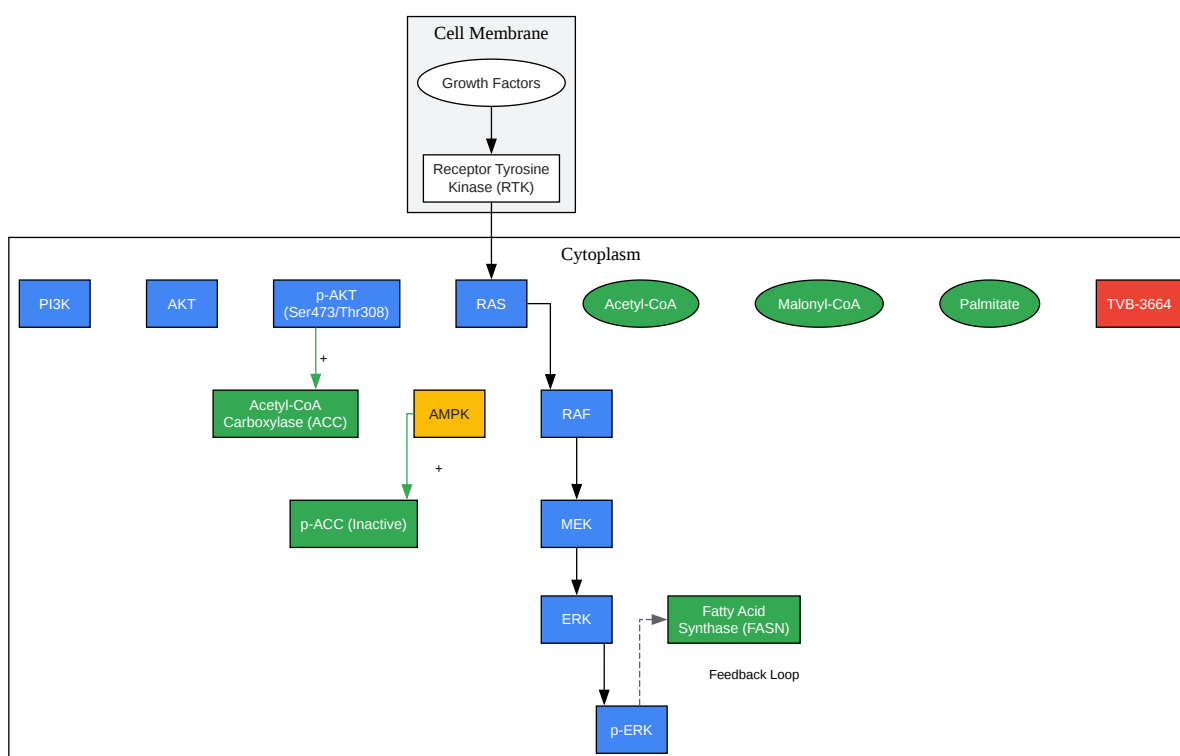 Cell Membrane
Growth Factors
Receptor Tyrosine
Kinase (RTK)
Cytoplasm
PI3K
AKT
p-AKT
(Ser473/Thr308)
RAS
Acetyl-CoA
Malonyl-CoA
Palmitate
TVB-3664
+
Acetyl-CoA
Carboxylase (ACC)
AMPK
RAF
+
p-ACC (Inactive)
MEK
ERK
Fatty Acid
Synthase (FASN)
Feedback Loop
p-ERK